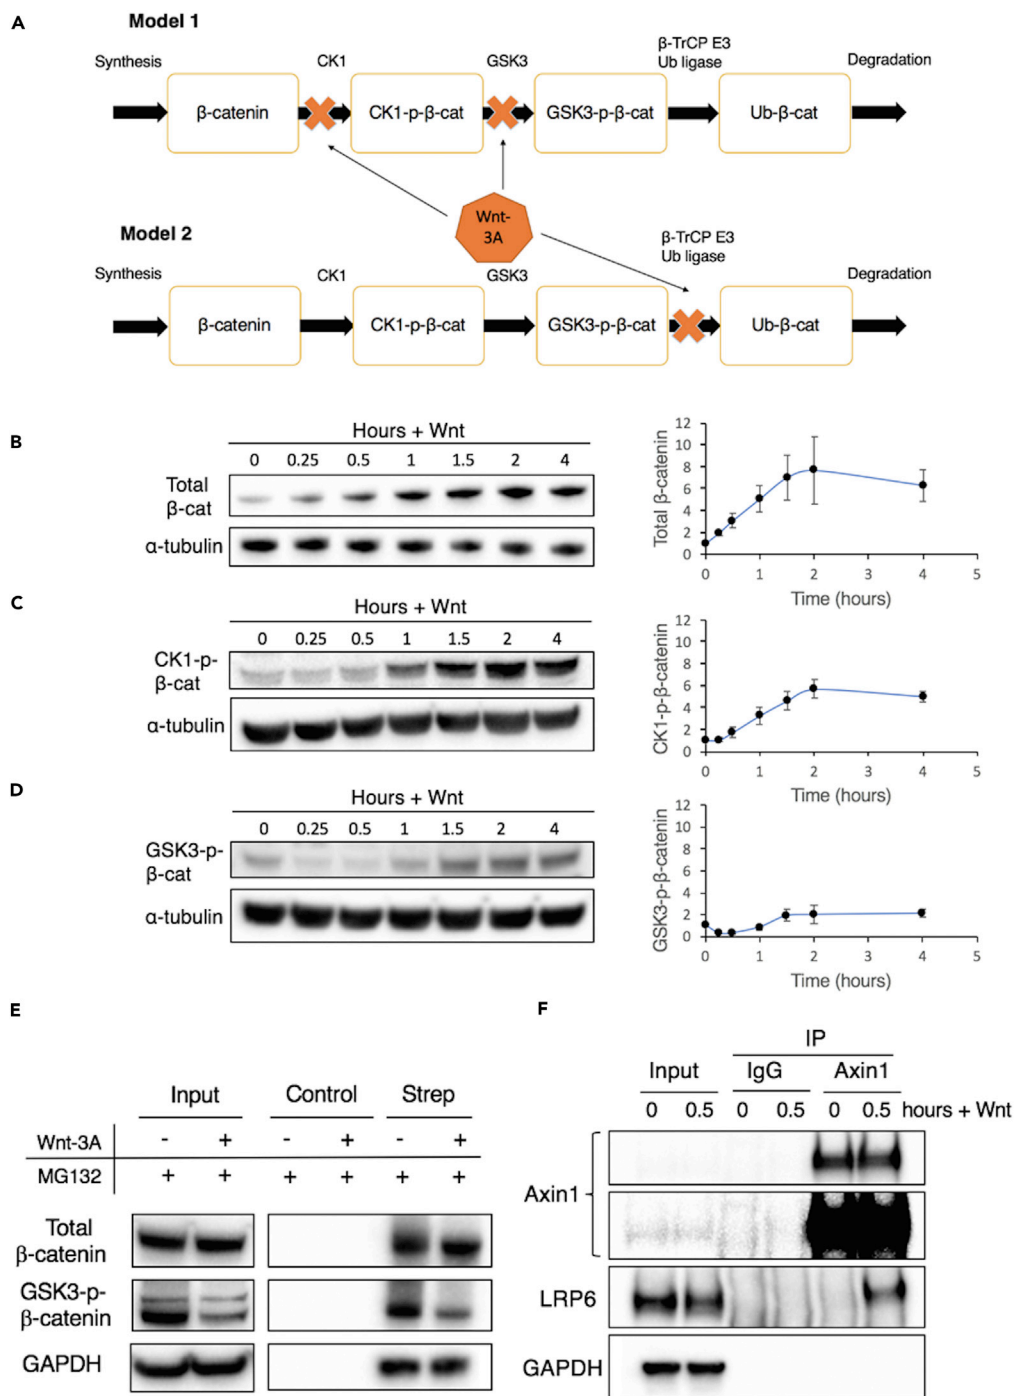 A
Model 1
Synthesis
CK1
GSK3
β-TrCP E3
Ub ligase
Degradation
β-catenin
CK1-p-β-cat
GSK3-p-β-cat
Ub-β-cat
Wnt-
3A
Model 2
Synthesis
CK1
GSK3
β-TrCP E3
Ub ligase
Degradation
β-catenin
CK1-p-β-cat
GSK3-p-β-cat
Ub-β-cat
B
Hours + Wnt
0 0.25 0.5 1 1.5 2 4
Total
β-cat
α-tubulin
Total β-catenin
12
10
8
6
4
2
0
0 1 2 3 4 5
Time (hours)
C
Hours + Wnt
0 0.25 0.5 1 1.5 2 4
CK1-p-
β-cat
α-tubulin
CK1-p-β-catenin
12
10
8
6
4
2
0
0 1 2 3 4 5
Time (hours)
D
Hours + Wnt
0 0.25 0.5 1 1.5 2 4
GSK3-p-
β-cat
α-tubulin
GSK3-p-β-catenin
12
10
8
6
4
2
0
0 1 2 3 4 5
Time (hours)
E
Input Control Strep
Wnt-3A - + - + - +
MG132 + + + + + +
Total
β-catenin
GSK3-p-
β-catenin
GAPDH
F
IP
Input IgG Axin1
0 0.5 0 0.5 0 0.5 hours + Wnt
Axin1
LRP6
GAPDH